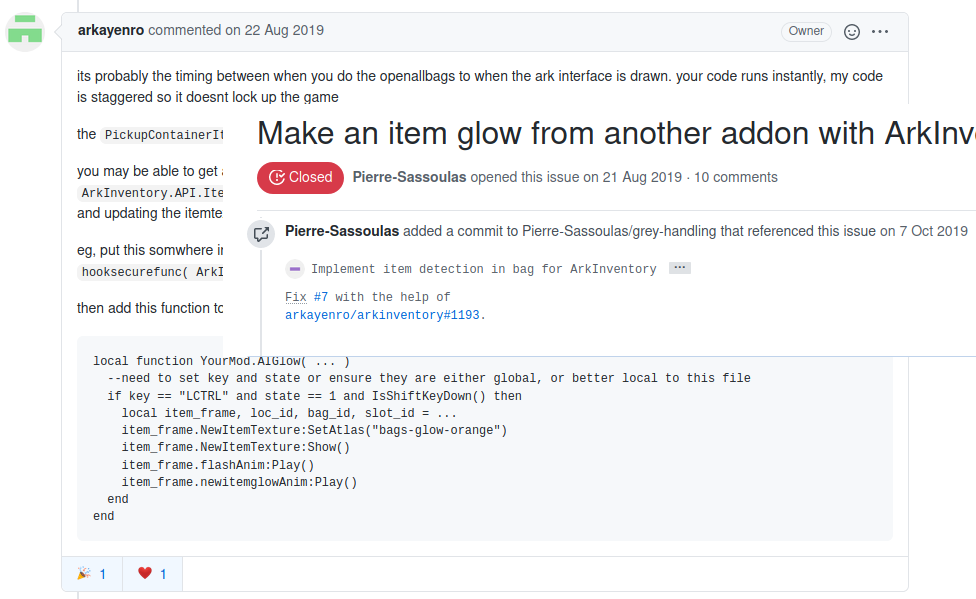 arkayenro commented on 22 Aug 2019
Owner
its probably the timing between when you do the openallbags to when the ark interface is drawn. your code runs instantly, my code
is staggered so it doesnt lock up the game
the PickupContainerIt
you may be able to get
ArkInventory.API.Ite
and updating the itemte
eg, put this somwhere in
hooksecurefunc( ArkI
then add this function to
Make an item glow from another addon with ArkInv
Closed Pierre-Sassoulas opened this issue on 21 Aug 2019 · 10 comments
Pierre-Sassoulas added a commit to Pierre-Sassoulas/grey-handling that referenced this issue on 7 Oct 2019
Implement item detection in bag for ArkInventory ...
Fix #7 with the help of
arkayenro/arkinventory#1193.
local function YourMod.AIGlow( ... )
--need to set key and state or ensure they are either global, or better local to this file
if key == "LCTRL" and state == 1 and IsShiftKeyDown() then
local item_frame, loc_id, bag_id, slot_id = ...
item_frame.NewItemTexture:SetAtlas("bags-glow-orange")
item_frame.NewItemTexture:Show()
item_frame.flashAnim:Play()
item_frame.newitemglowAnim:Play()
end
end
1 1